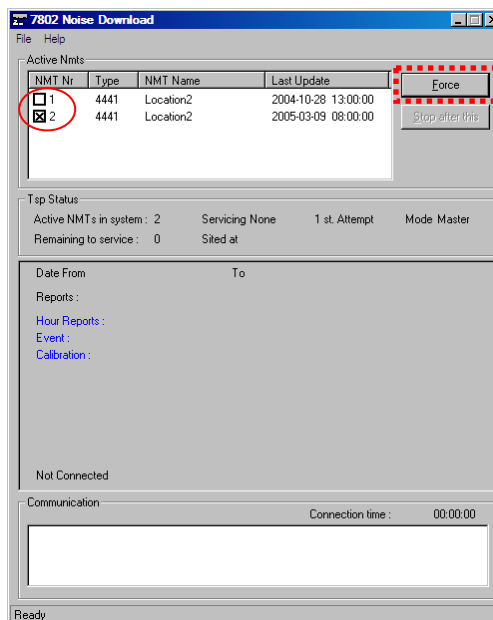 7802 Noise Download
File Help
Active Nmts
NMT Nr Type NMT Name Last Update
1 4441 Location2 2004-10-28 13:00:00
2 4441 Location2 2005-03-09 08:00:00
Force
Stop after this
Tsp Status
Active NMTs in system : 2 Servicing None 1 st. Attempt Mode Master
Remaining to service : 0 Sited at
Date From To
Reports :
Hour Reports :
Event :
Calibration :
Not Connected
Communication
Connection time : 00:00:00
Ready